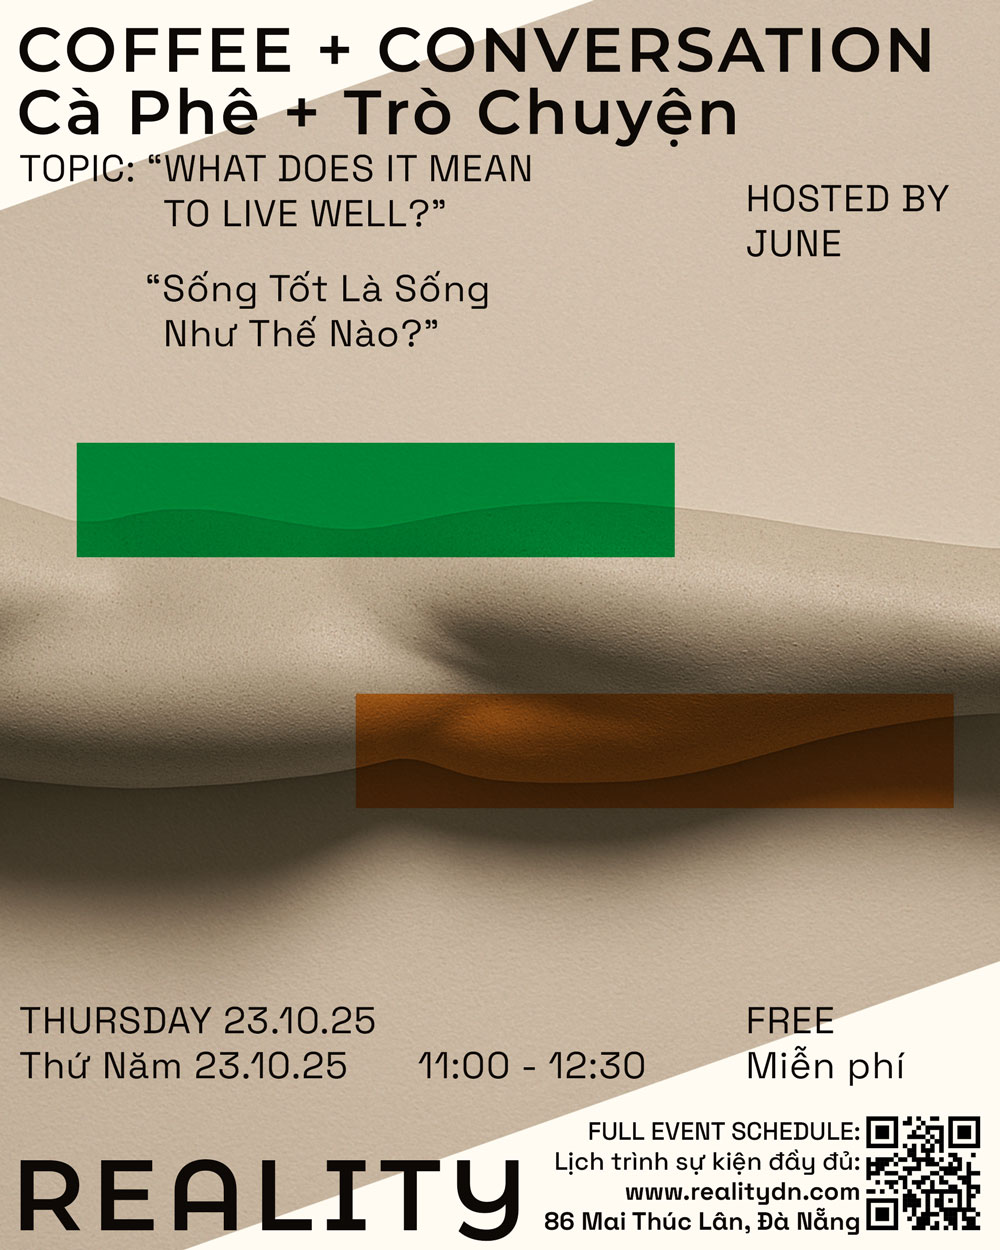 COFFEE + CONVERSATION
Cà Phê + Trò Chuyện
TOPIC: “WHAT DOES IT MEAN
TO LIVE WELL?”
“Sống Tốt Là Sống
Như Thế Nào?”
HOSTED BY
JUNE
THURSDAY 23.10.25
Thứ Năm 23.10.25
11:00 - 12:30
FREE
Miễn phí
REALITY
FULL EVENT SCHEDULE:
Lịch trình sự kiện đầy đủ:
www.realitydn.com
86 Mai Thúc Lân, Đà Nẵng